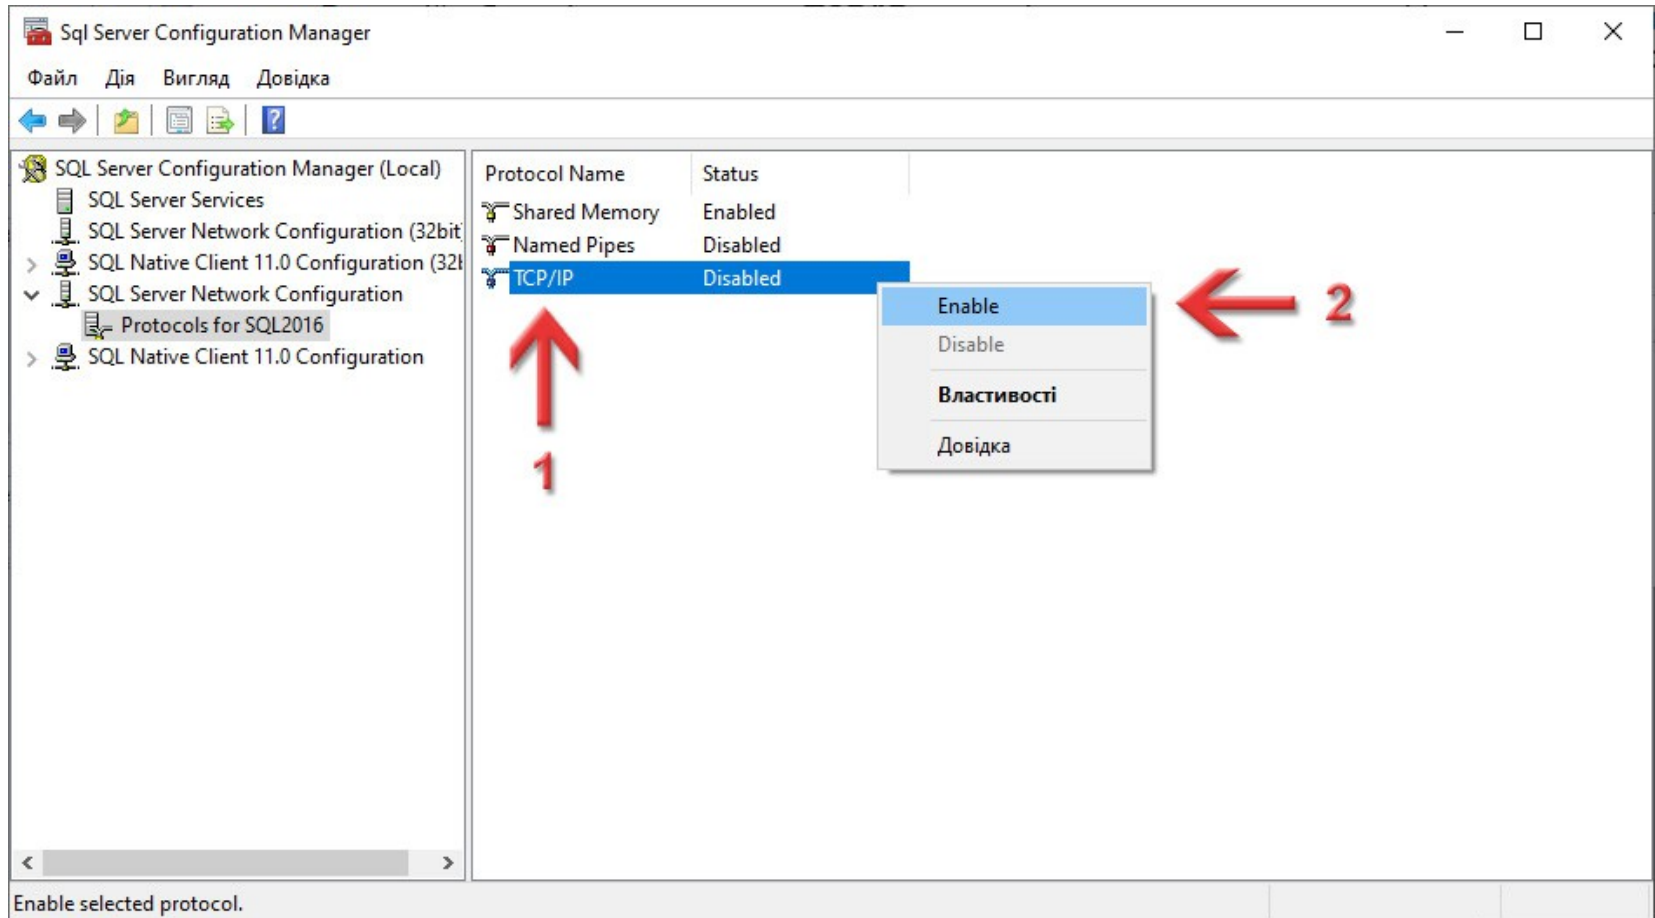 Sql Server Configuration Manager
Файл Дія Вигляд Довідка
SQL Server Configuration Manager (Local)
SQL Server Services
SQL Server Network Configuration (32bit)
SQL Native Client 11.0 Configuration (32b
SQL Server Network Configuration
Protocols for SQL2016
SQL Native Client 11.0 Configuration
Protocol Name Status
Shared Memory Enabled
Named Pipes Disabled
TCP/IP Disabled
Enable
Disable
Властивості
Довідка
1
2
Enable selected protocol.